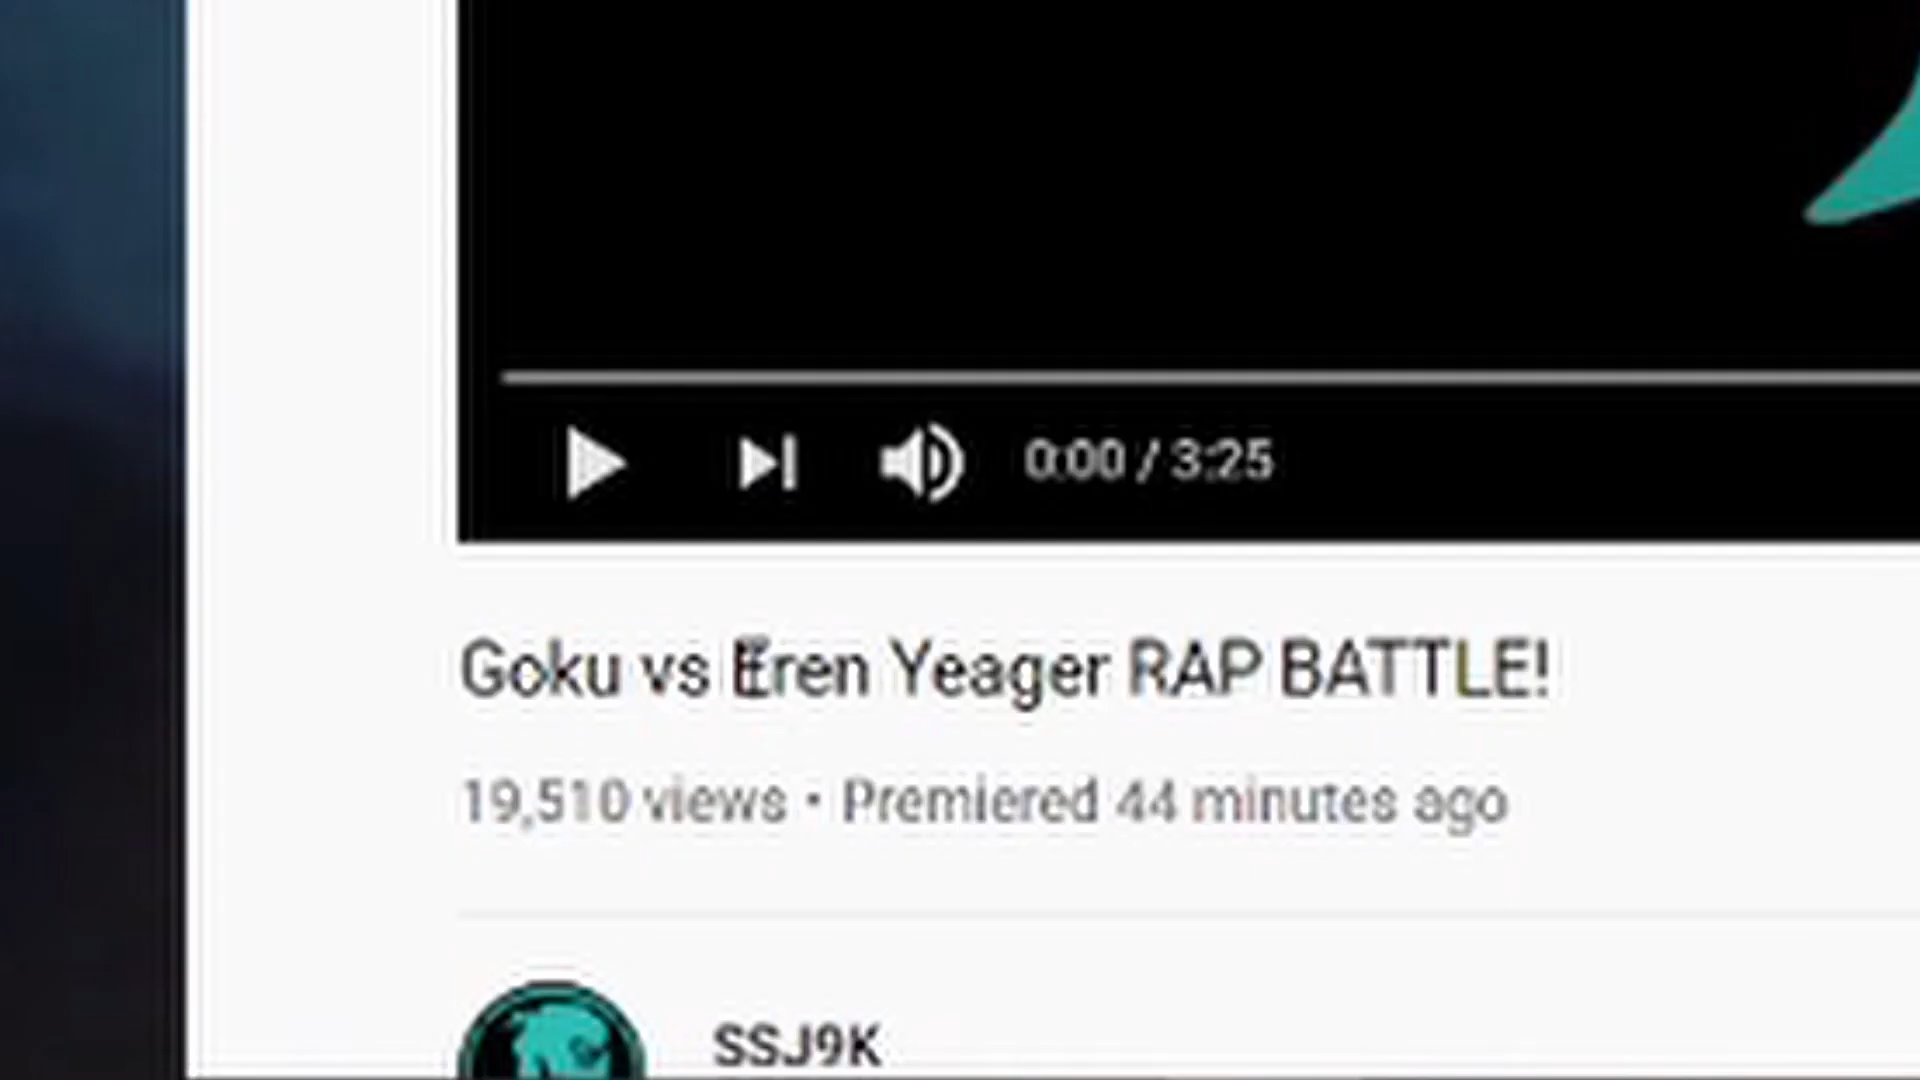 0:00 / 3:25
Goku vs Eren Yeager RAP BATTLE!
19,510 views • Premiered 44 minutes ago
SSJ9K